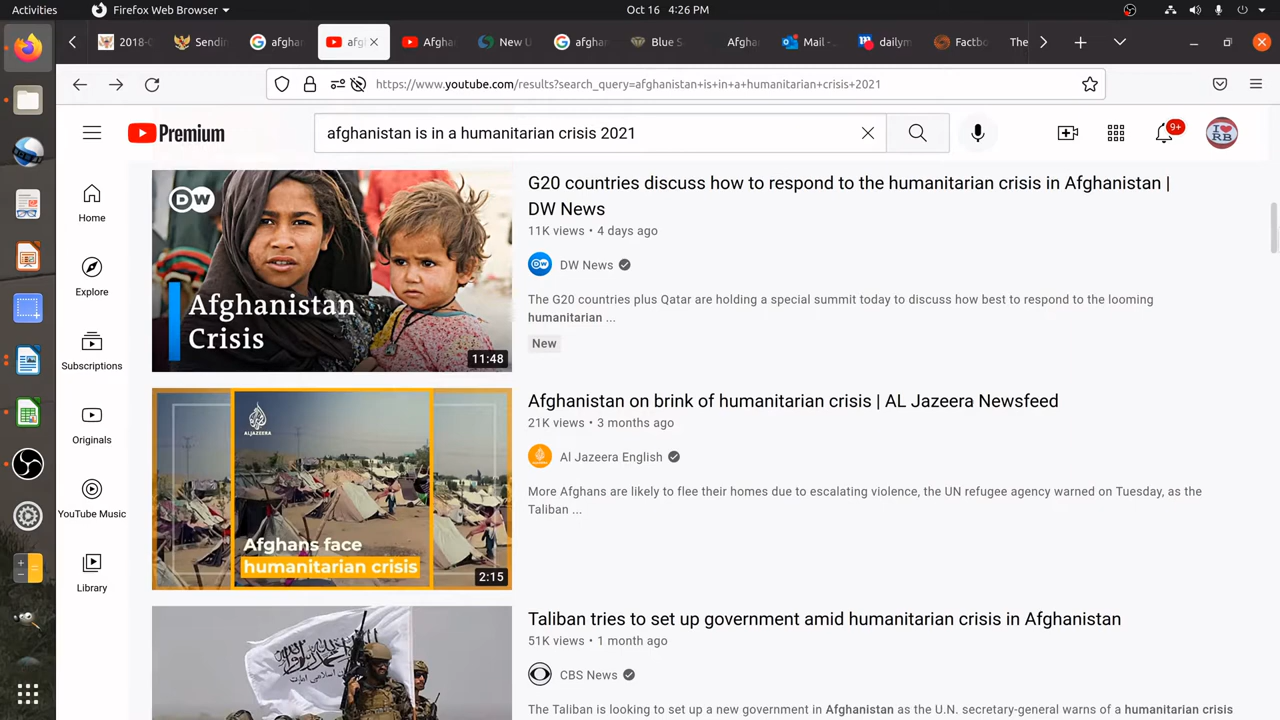 Activities
Firefox Web Browser
Oct 16 4:26 PM
2018-
Sendin
afghan
afg
Afgha
New U
afghan
Blue S
Afgha
Mail -
dailym
Factbo
The
https://www.youtube.com/results?search_query=afghanistan+is+in+a+humanitarian+crisis+2021
Premium
afghanistan is in a humanitarian crisis 2021
9+
I ♥ RB
Home
Explore
Subscriptions
Originals
YouTube Music
Library
DW
Afghanistan
Crisis
11:48
G20 countries discuss how to respond to the humanitarian crisis in Afghanistan |
DW News
11K views • 4 days ago
DW News
The G20 countries plus Qatar are holding a special summit today to discuss how best to respond to the looming
humanitarian ...
New
ALJAZEERA
Afghans face
humanitarian crisis
2:15
Afghanistan on brink of humanitarian crisis | AL Jazeera Newsfeed
21K views • 3 months ago
Al Jazeera English
More Afghans are likely to flee their homes due to escalating violence, the UN refugee agency warned on Tuesday, as the
Taliban ...
Taliban tries to set up government amid humanitarian crisis in Afghanistan
51K views • 1 month ago
CBS News
The Taliban is looking to set up a new government in Afghanistan as the U.N. secretary-general warns of a humanitarian crisis